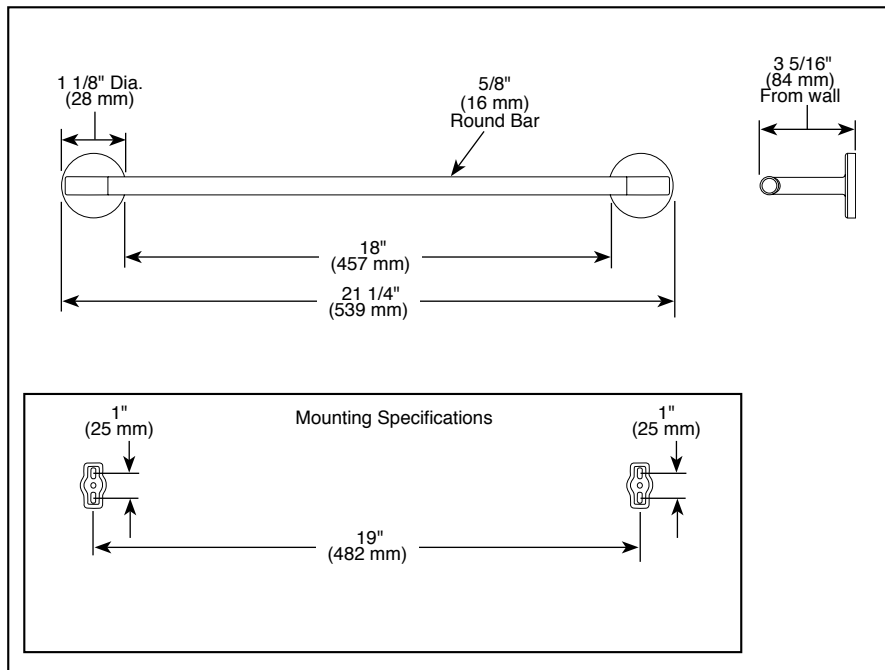 1 1/8" Dia.
(28 mm)
5/8"
(16 mm)
Round Bar
3 5/16"
(84 mm)
From wall
18"
(457 mm)
21 1/4"
(539 mm)
Mounting Specifications
1"
(25 mm)
1"
(25 mm)
19"
(482 mm)